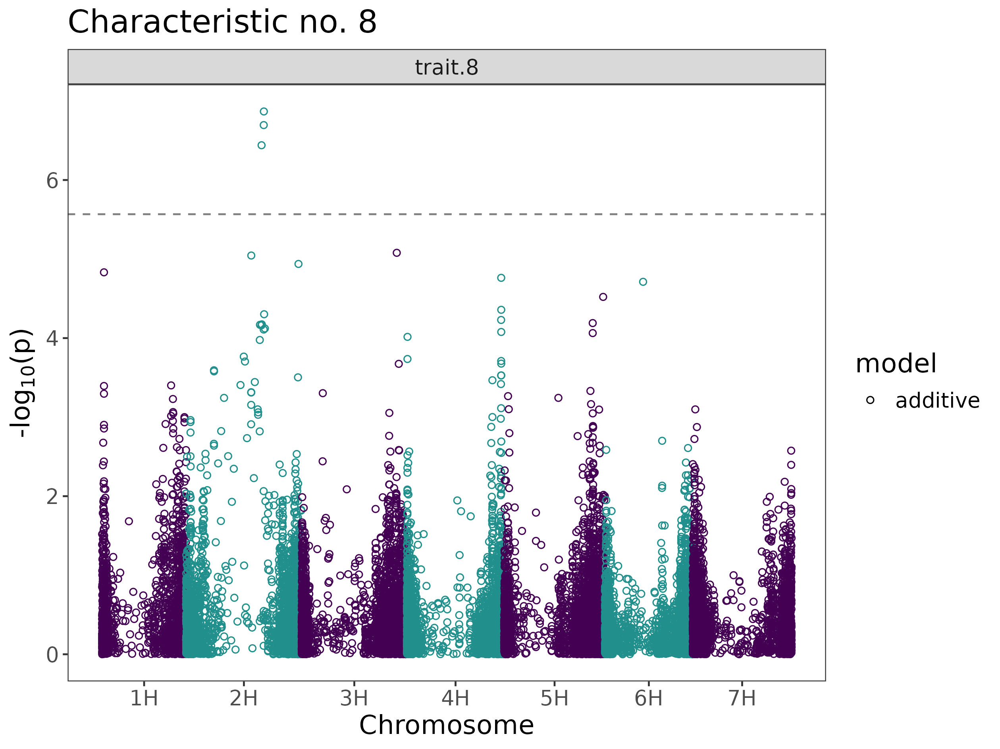 Characteristic no. 8
trait.8
-log10(p)
6
4
2
0
1H 2H 3H 4H 5H 6H 7H
Chromosome
model
additive